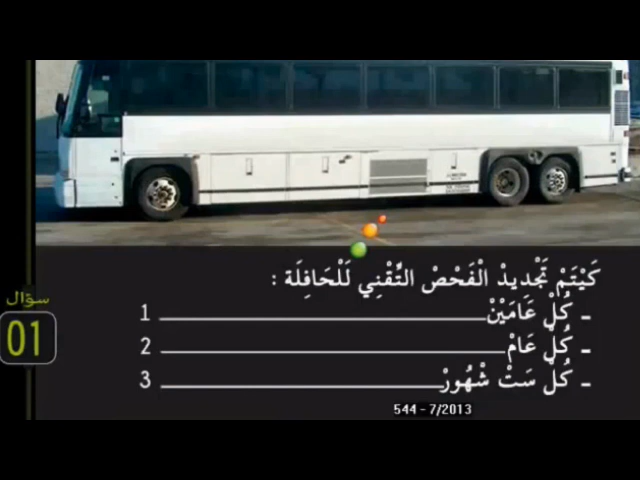 كَيْتَمْ تَجْدِيدْ الْفَحْصْ التِّقْنِي لَلْحَافِلَة :
ـ كُلْ عَامَيْنْ 1
ـ كُلْ عَامْ 2
ـ كُلْ سَتْ شْهُورْ 3
سؤال
01
544 - 7/2013